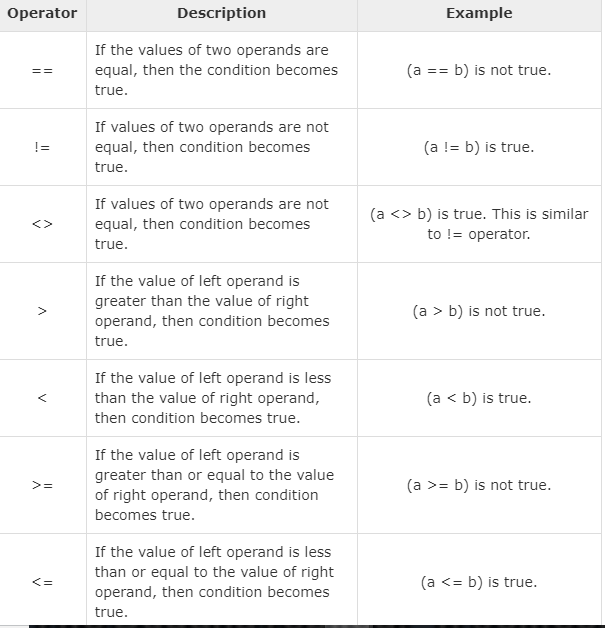 Operator Description Example
If the values of two operands are
== equal, then the condition becomes (a == b) is not true.
true.
If values of two operands are not
!= equal, then condition becomes (a != b) is true.
true.
If values of two operands are not
<> equal, then condition becomes (a <> b) is true. This is similar
to != operator.
true.
If the value of left operand is
greater than the value of right
> operand, then condition becomes (a > b) is not true.
true.
If the value of left operand is less
< than the value of right operand, (a < b) is true.
then condition becomes true.
If the value of left operand is
greater than or equal to the value
>= of right operand, then condition (a >= b) is not true.
becomes true.
If the value of left operand is less
than or equal to the value of right
<= operand, then condition becomes (a <= b) is true.
true.